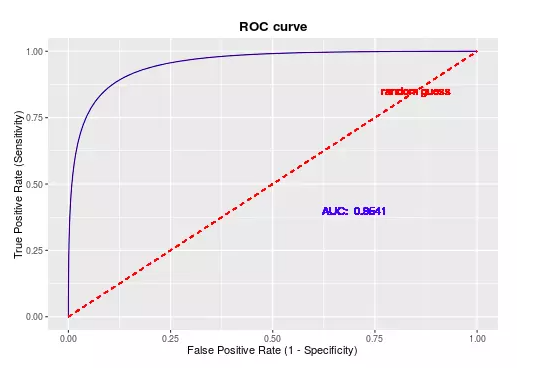 ROC curve
1.00
random guess
0.75
True Positive Rate (Sensitivity)
0.50
AUC: 0.9541
0.25
0.00
0.00 0.25 0.50 0.75 1.00
False Positive Rate (1 - Specificity)